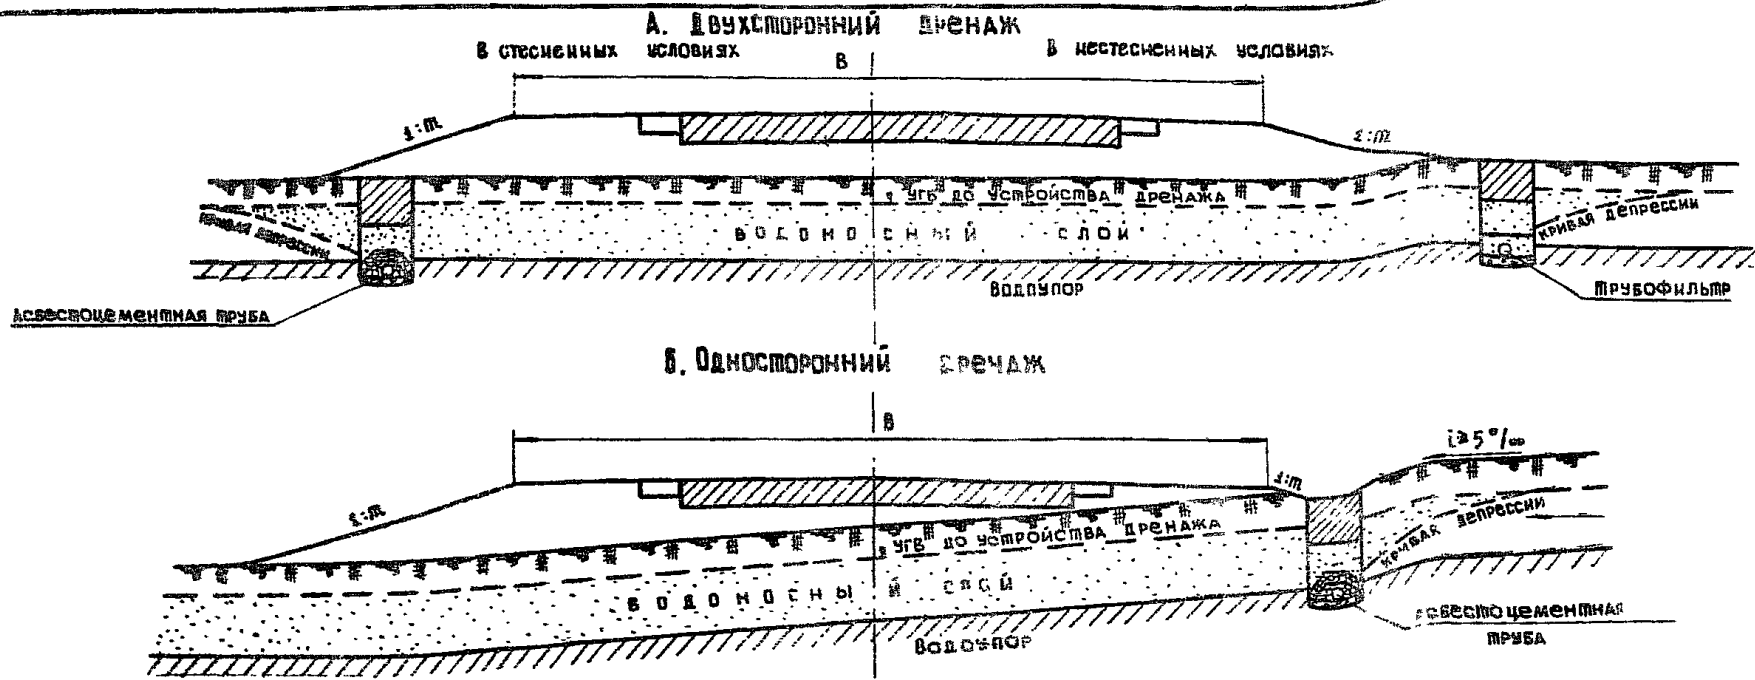 А. Двухсторонний дренаж
В стесненных условиях
В нестесненных условиях
В
1:m
1:m
УГВ до устройства дренажа
Кривая депрессии
Водоносный слой
Кривая депрессии
Водоупор
Трубофильтр
Асбестоцементная труба
Б. Односторонний дренаж
В
i≥5‰
1:m
1:m
УГВ до устройства дренажа
Кривая депрессии
Водоносный слой
Асбестоцементная
труба
Водоупор